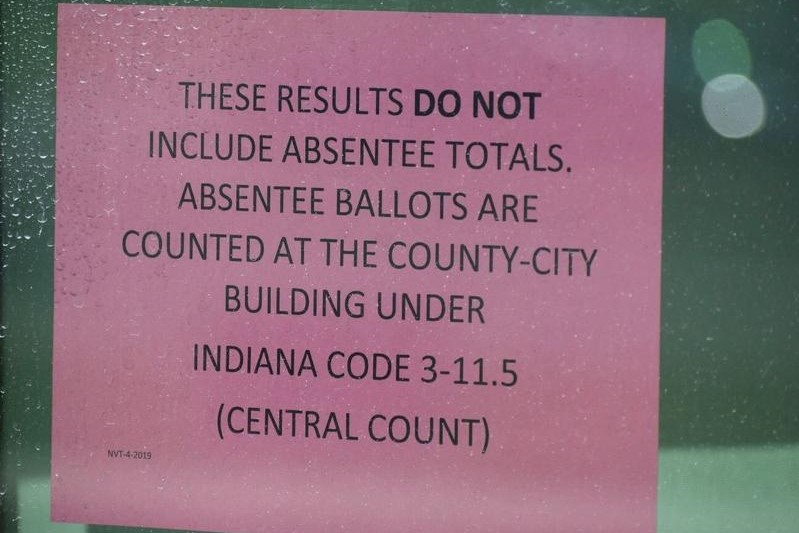 THESE RESULTS DO NOT
INCLUDE ABSENTEE TOTALS.
ABSENTEE BALLOTS ARE
COUNTED AT THE COUNTY-CITY
BUILDING UNDER
INDIANA CODE 3-11.5
(CENTRAL COUNT)
NVT-4-2019